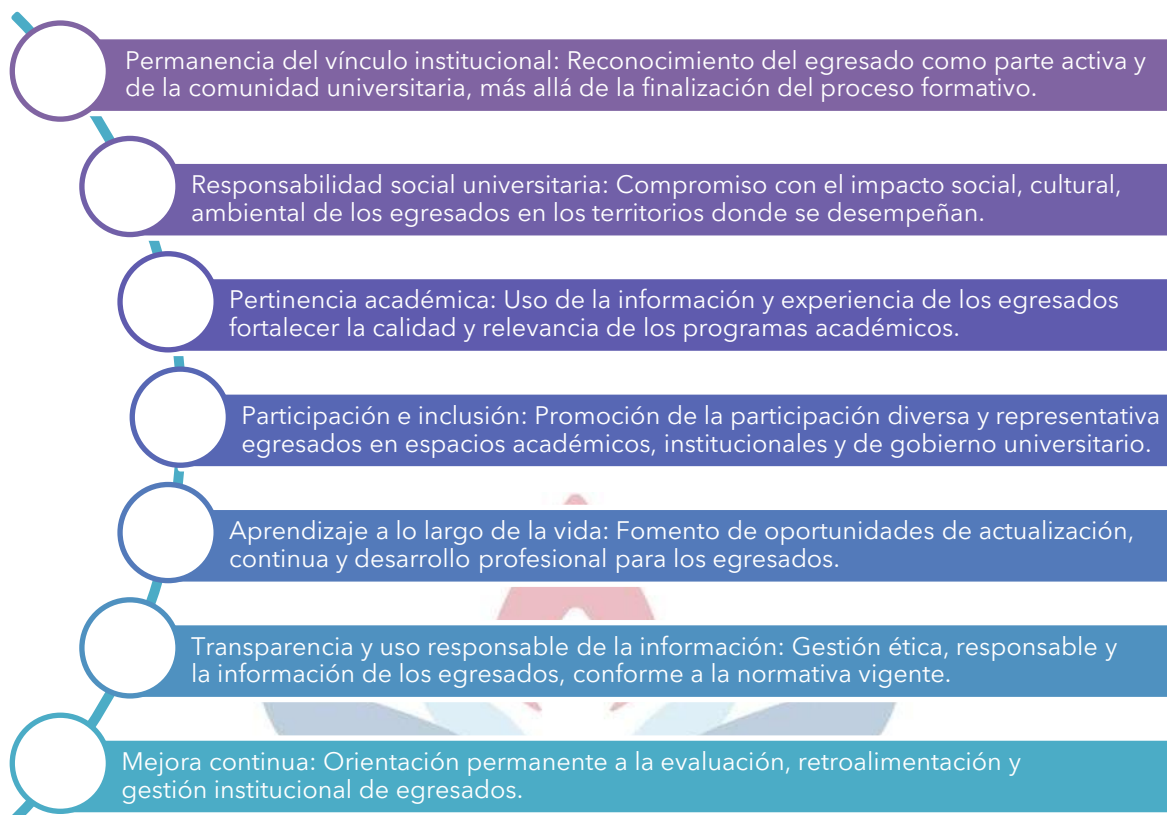 Permanencia del vínculo institucional: Reconocimiento del egresado como parte activa y
de la comunidad universitaria, más allá de la finalización del proceso formativo.
Responsabilidad social universitaria: Compromiso con el impacto social, cultural,
ambiental de los egresados en los territorios donde se desempeñan.
Pertinencia académica: Uso de la información y experiencia de los egresados
fortalecer la calidad y relevancia de los programas académicos.
Participación e inclusión: Promoción de la participación diversa y representativa
egresados en espacios académicos, institucionales y de gobierno universitario.
Aprendizaje a lo largo de la vida: Fomento de oportunidades de actualización,
continua y desarrollo profesional para los egresados.
Transparencia y uso responsable de la información: Gestión ética, responsable y
la información de los egresados, conforme a la normativa vigente.
Mejora continua: Orientación permanente a la evaluación, retroalimentación y
gestión institucional de egresados.